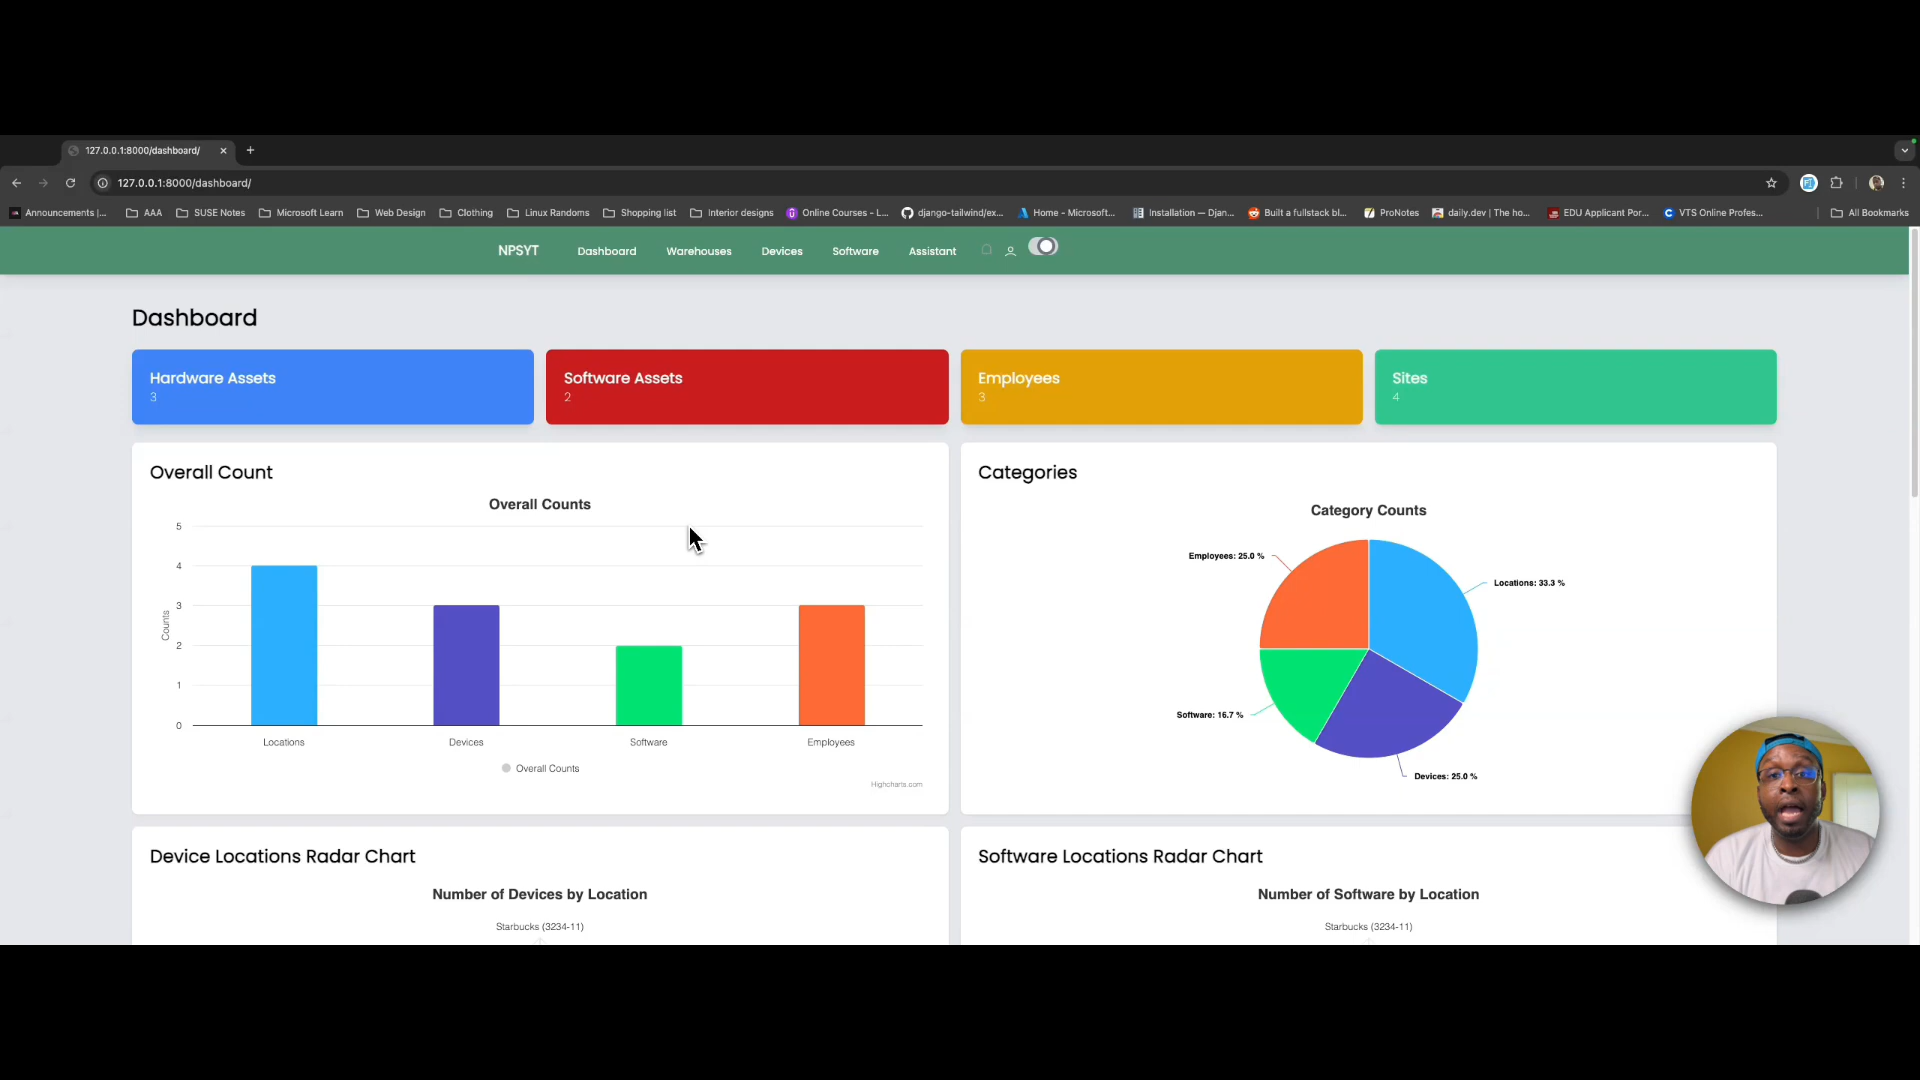 127.0.0.1:8000/dashboard/
127.0.0.1:8000/dashboard/
Announcements |... AAA SUSE Notes Microsoft Learn Web Design Clothing Linux Randoms Shopping list Interior designs Online Courses - L... django-tailwind/ex... Home - Microsoft... Installation — Djan... Built a fullstack bl... ProNotes daily.dev | The ho... EDU Applicant Por... VTS Online Profes... All Bookmarks
NPSYT Dashboard Warehouses Devices Software Assistant
Dashboard
Hardware Assets
3
Software Assets
2
Employees
3
Sites
4
Overall Count
Overall Counts
5
4
3
2
1
0
Counts
Locations Devices Software Employees
Overall Counts
Highcharts.com
Categories
Category Counts
Employees: 25.0 %
Locations: 33.3 %
Software: 16.7 %
Devices: 25.0 %
Device Locations Radar Chart
Number of Devices by Location
Starbucks (3234-11)
Software Locations Radar Chart
Number of Software by Location
Starbucks (3234-11)